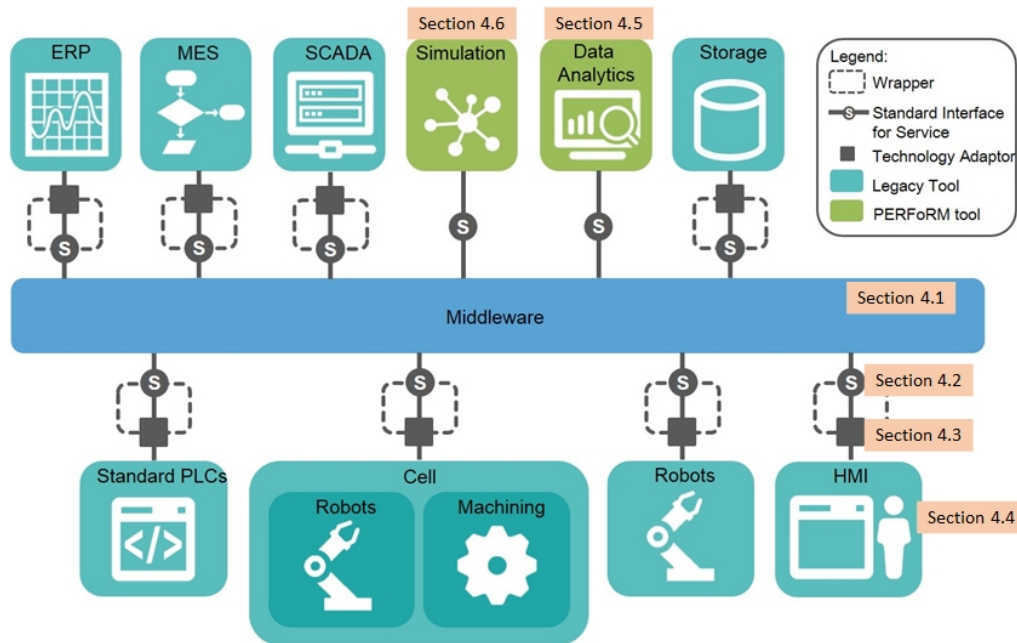 Section 4.6
Section 4.5
ERP
MES
SCADA
Simulation
Data
Analytics
Storage
Legend:
Wrapper
S
Standard Interface
for Service
Technology Adaptor
Legacy Tool
PERFoRM tool
S
S
S
S
S
S
Section 4.1
Middleware
S
S
S
S
Section 4.2
Section 4.3
Standard PLCs
Cell
Robots
HMI
Robots
Machining
Section 4.4
</>